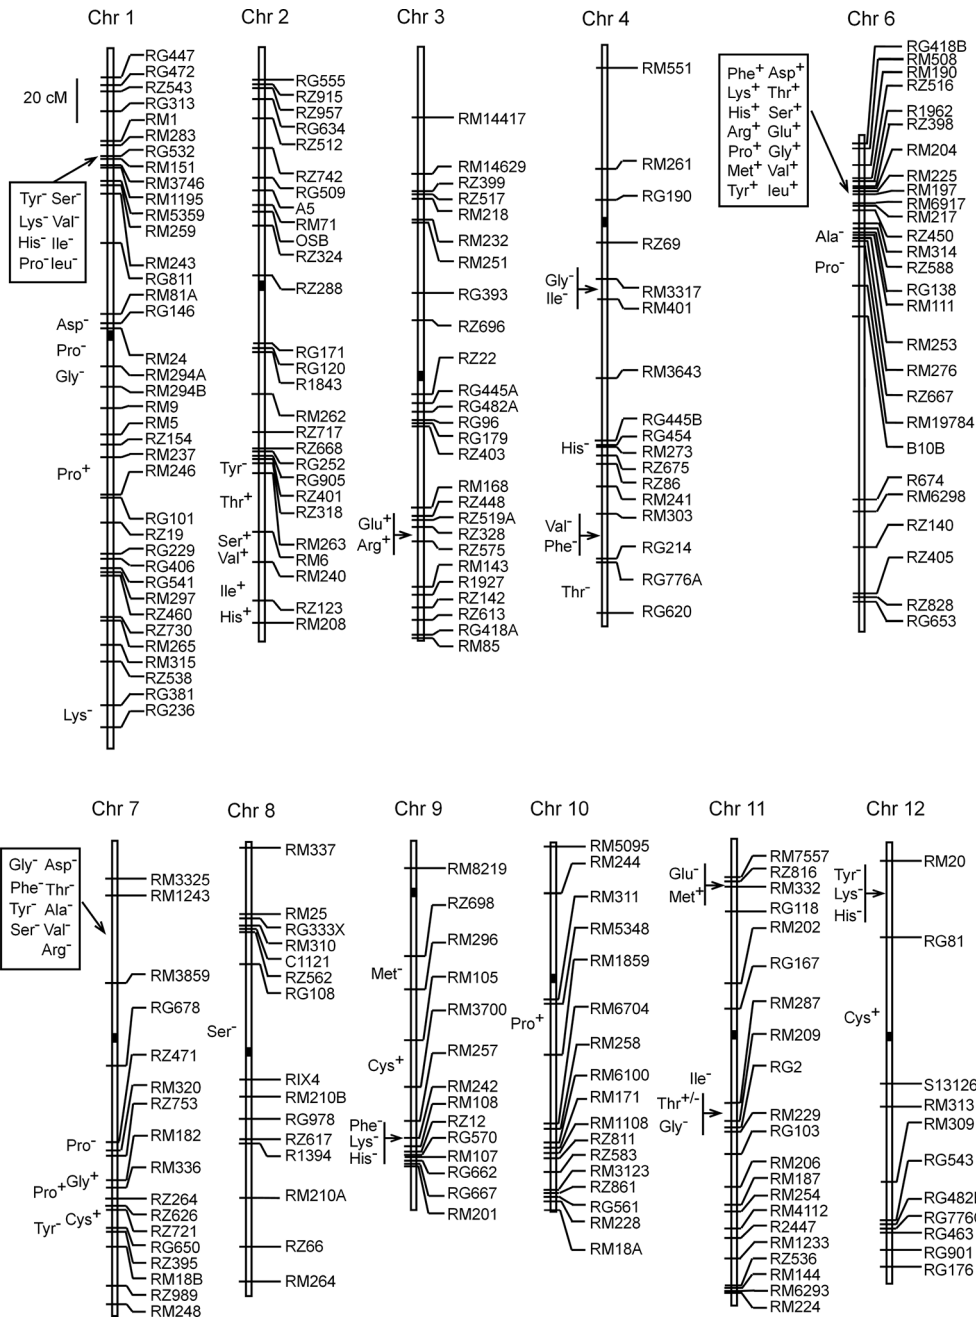 Chr 1
20 cM
RG447
RG472
RZ543
RG313
RM1
RM283
RG532
RM151
RM3746
RM1195
RM5359
RM259
RM243
RG811
RM81A
RG146
RM24
RM294A
RM294B
RM9
RM5
RZ154
RM237
RM246
RG101
RZ19
RG229
RG406
RG541
RM297
RZ460
RZ730
RM265
RM315
RZ538
RG381
RG236
Tyr⁻ Ser⁻
Lys⁻ Val⁻
His⁻ Ile⁻
Pro⁻ leu⁻
Asp⁻
Pro⁻
Gly⁻
Pro⁺
Lys⁻
Chr 2
RG555
RZ915
RZ957
RG634
RZ512
RZ742
RG509
A5
RM71
OSB
RZ324
RZ288
RG171
RG120
R1843
RM262
RZ717
RZ668
RG252
RG905
RZ401
RZ318
RM263
RM6
RM240
RZ123
RM208
Tyr⁻
Thr⁺
Ser⁺
Val⁺
Ile⁺
His⁺
Chr 3
RM14417
RM14629
RZ399
RZ517
RM218
RM232
RM251
RG393
RZ696
RZ22
RG445A
RG482A
RG96
RG179
RZ403
RM168
RZ448
RZ519A
RZ328
RZ575
RM143
R1927
RZ142
RZ613
RG418A
RM85
Glu⁺
Arg⁺
Chr 4
RM551
RM261
RG190
RZ69
RM3317
RM401
RM3643
RG445B
RG454
RM273
RZ675
RZ86
RM241
RM303
RG214
RG776A
RG620
Gly⁻
Ile⁻
His⁻
Val⁻
Phe⁻
Thr⁻
Chr 6
Phe⁺ Asp⁺
Lys⁺ Thr⁺
His⁺ Ser⁺
Arg⁺ Glu⁺
Pro⁺ Gly⁺
Met⁺ Val⁺
Tyr⁺ leu⁺
Ala⁻
Pro⁻
RG418B
RM508
RM190
RZ516
R1962
RZ398
RM204
RM225
RM197
RM6917
RM217
RZ450
RM314
RZ588
RG138
RM111
RM253
RM276
RZ667
RM19784
B10B
R674
RM6298
RZ140
RZ405
RZ828
RG653
Chr 7
Gly⁻ Asp⁻
Phe⁻ Thr⁻
Tyr⁻ Ala⁻
Ser⁻ Val⁻
Arg⁻
RM3325
RM1243
RM3859
RG678
RZ471
RM320
RZ753
RM182
RM336
RZ264
RZ626
RZ721
RG650
RZ395
RM18B
RZ989
RM248
Pro⁻
Pro⁺ Gly⁺
Tyr⁻ Cys⁺
Chr 8
RM337
RM25
RG333X
RM310
C1121
RZ562
RG108
RIX4
RM210B
RG978
RZ617
R1394
RM210A
RZ66
RM264
Ser⁻
Chr 9
RM8219
RZ698
RM296
RM105
RM3700
RM257
RM242
RM108
RZ12
RG570
RM107
RG662
RG667
RM201
Met⁻
Cys⁺
Phe⁻
Lys⁻
His⁻
Chr 10
RM5095
RM244
RM311
RM5348
RM1859
RM6704
RM258
RM6100
RM171
RM1108
RZ811
RZ583
RM3123
RZ861
RG561
RM228
RM18A
Pro⁺
Chr 11
RM7557
RZ816
RM332
RG118
RM202
RG167
RM287
RM209
RG2
RM229
RG103
RM206
RM187
RM254
RM4112
R2447
RM1233
RZ536
RM144
RM6293
RM224
Glu⁻
Met⁺
Ile⁻
Thr⁺/⁻
Gly⁻
Chr 12
Tyr⁻
Lys⁻
His⁻
Cys⁺
RM20
RG81
S13126
RM313
RM309
RG543
RG463
RG901
RG176